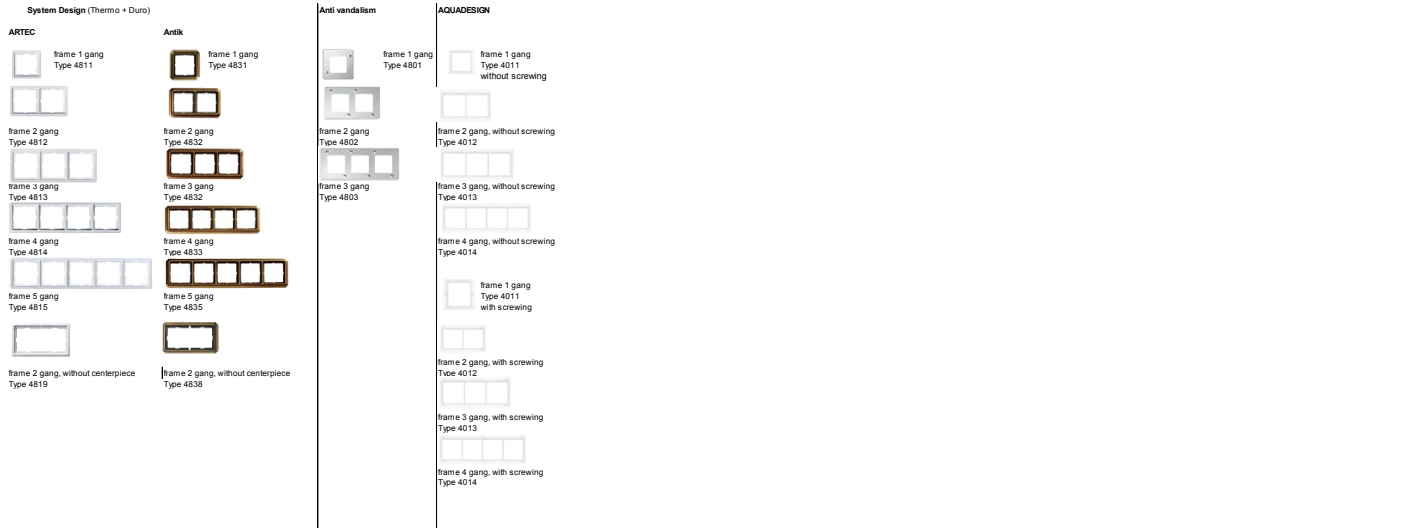 System Design (Thermo + Duro)
ARTEC
frame 1 gang
Type 4811
frame 2 gang
Type 4812
frame 3 gang
Type 4813
frame 4 gang
Type 4814
frame 5 gang
Type 4815
frame 2 gang, without centerpiece
Type 4819
Antik
frame 1 gang
Type 4831
frame 2 gang
Type 4832
frame 3 gang
Type 4832
frame 4 gang
Type 4833
frame 5 gang
Type 4835
frame 2 gang, without centerpiece
Type 4838
Anti vandalism
frame 1 gang
Type 4801
frame 2 gang
Type 4802
frame 3 gang
Type 4803
AQUADESIGN
frame 1 gang
Type 4011
without screwing
frame 2 gang, without screwing
Type 4012
frame 3 gang, without screwing
Type 4013
frame 4 gang, without screwing
Type 4014
frame 1 gang
Type 4011
with screwing
frame 2 gang, with screwing
Type 4012
frame 3 gang, with screwing
Type 4013
frame 4 gang, with screwing
Type 4014